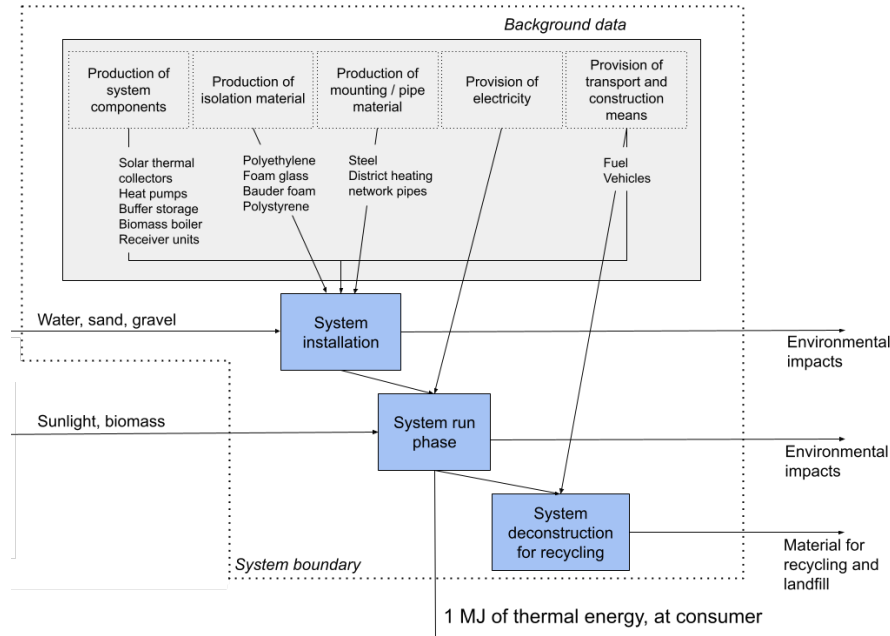 Background data
Production of
system
components
Production of
isolation material
Production of
mounting / pipe
material
Provision of
electricity
Provision of
transport and
construction
means
Solar thermal
collectors
Heat pumps
Buffer storage
Biomass boiler
Receiver units
Polyethylene
Foam glass
Bauder foam
Polystyrene
Steel
District heating
network pipes
Fuel
Vehicles
Water, sand, gravel
System
installation
Environmental
impacts
Sunlight, biomass
System run
phase
Environmental
impacts
System
deconstruction
for recycling
System boundary
Material for
recycling and
landfill
1 MJ of thermal energy, at consumer